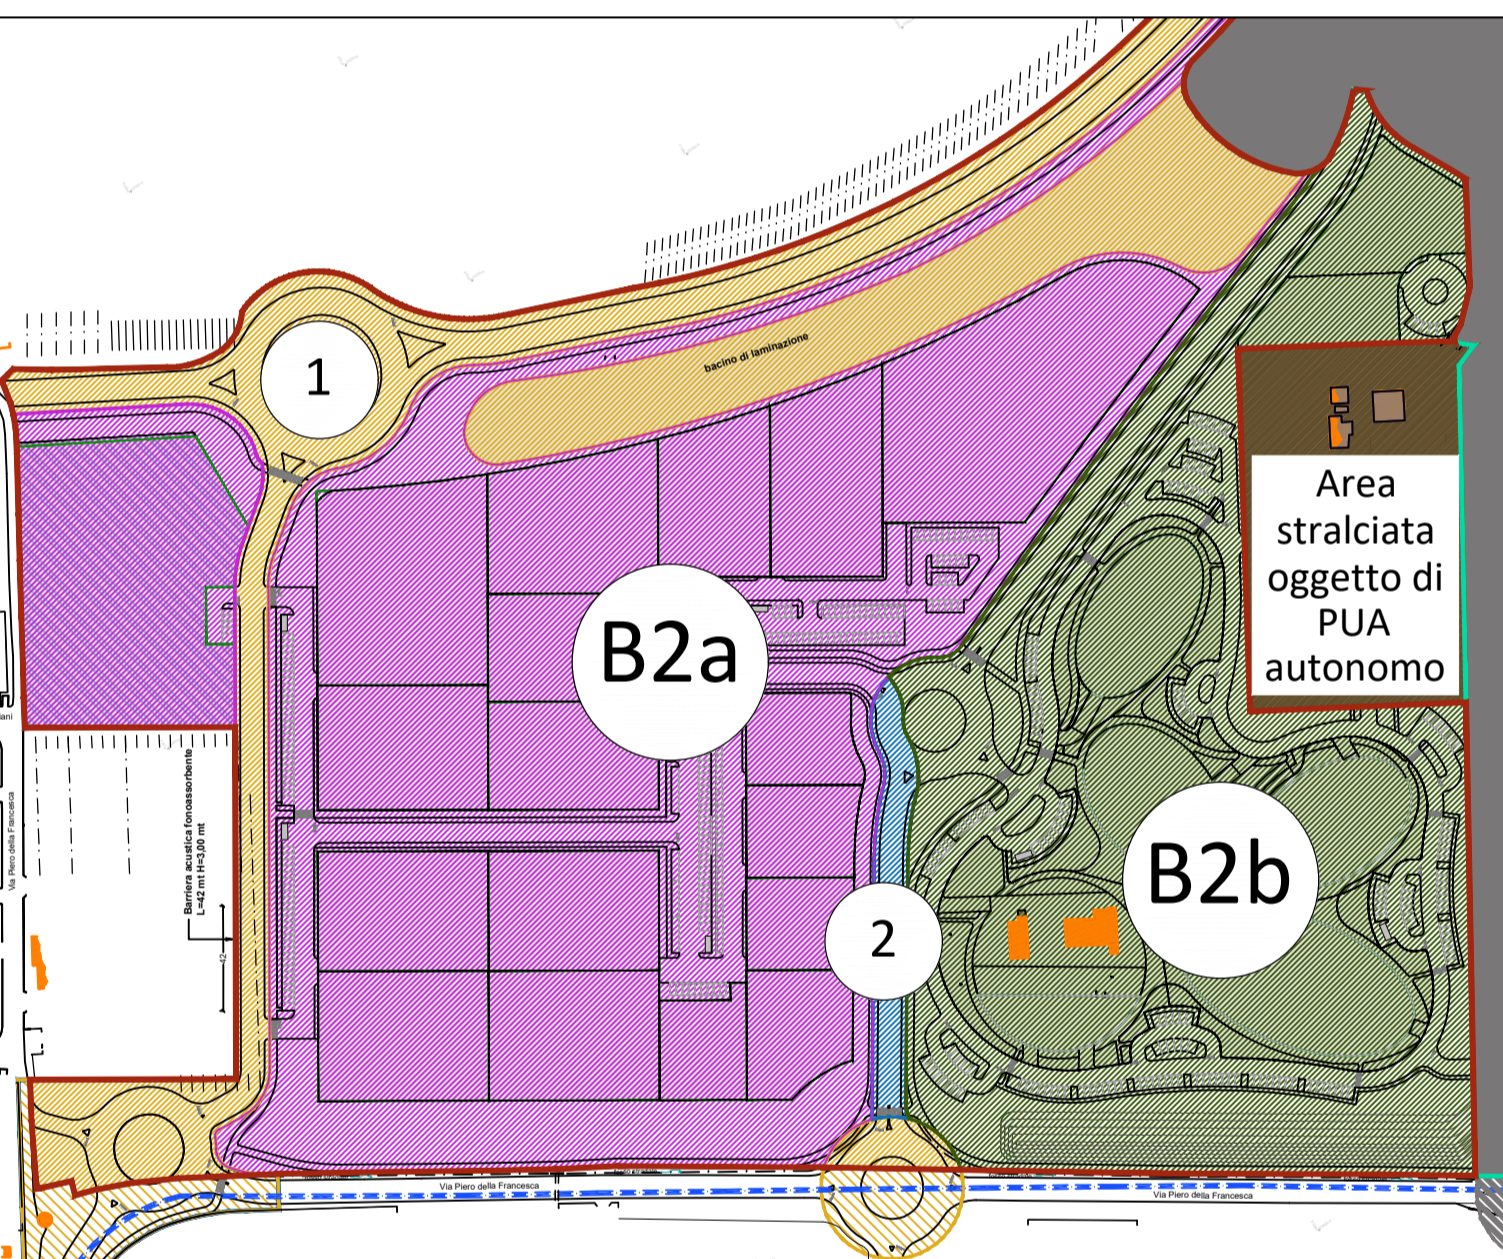 1
bacino di laminazione
Area
stralciata
oggetto di
PUA
autonomo
B2a
B2b
2
Barriera acustica fonoassorbente
L=42 mt H=3,00 mt
42
Via Piero della Francesca
Via Piero della Francesca
Via Piero della Francesca